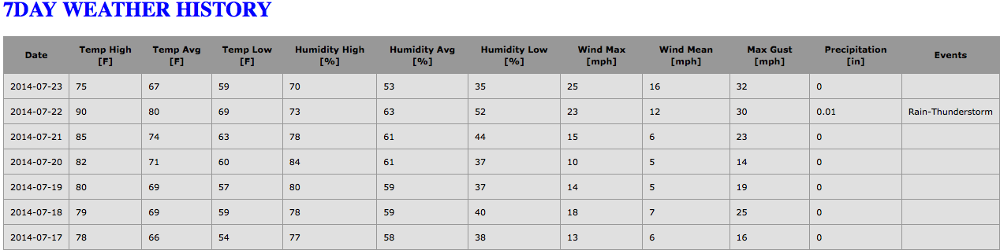 7DAY WEATHER HISTORY
Date Temp High [F] Temp Avg [F] Temp Low [F] Humidity High [%] Humidity Avg [%] Humidity Low [%] Wind Max [mph] Wind Mean [mph] Max Gust [mph] Precipitation [in] Events
2014-07-23 75 67 59 70 53 35 25 16 32 0
2014-07-22 90 80 69 73 63 52 23 12 30 0.01 Rain-Thunderstorm
2014-07-21 85 74 63 78 61 44 15 6 23 0
2014-07-20 82 71 60 84 61 37 10 5 14 0
2014-07-19 80 69 57 80 59 37 14 5 19 0
2014-07-18 79 69 59 78 59 40 18 7 25 0
2014-07-17 78 66 54 77 58 38 13 6 16 0